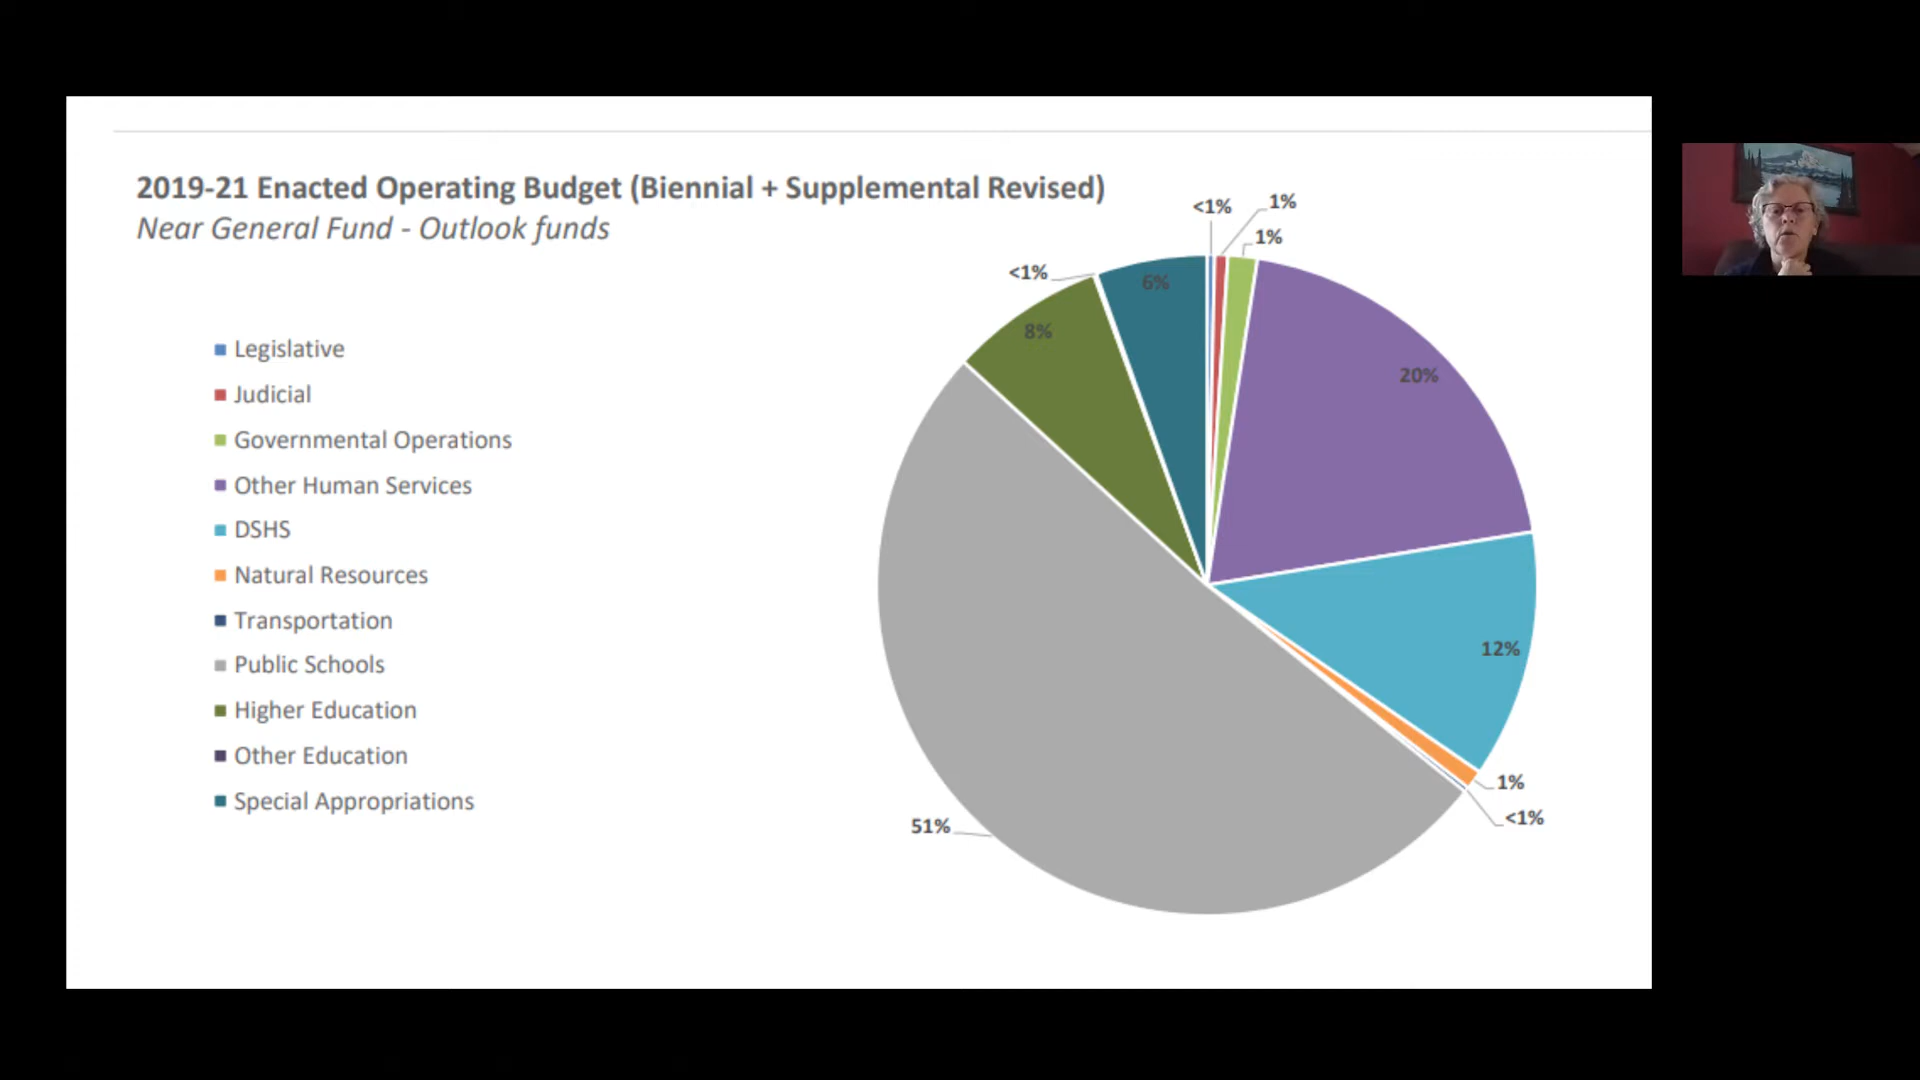 2019-21 Enacted Operating Budget (Biennial + Supplemental Revised)
Near General Fund - Outlook funds
Legislative
Judicial
Governmental Operations
Other Human Services
DSHS
Natural Resources
Transportation
Public Schools
Higher Education
Other Education
Special Appropriations
<1%
1%
1%
<1%
6%
8%
20%
12%
1%
<1%
51%